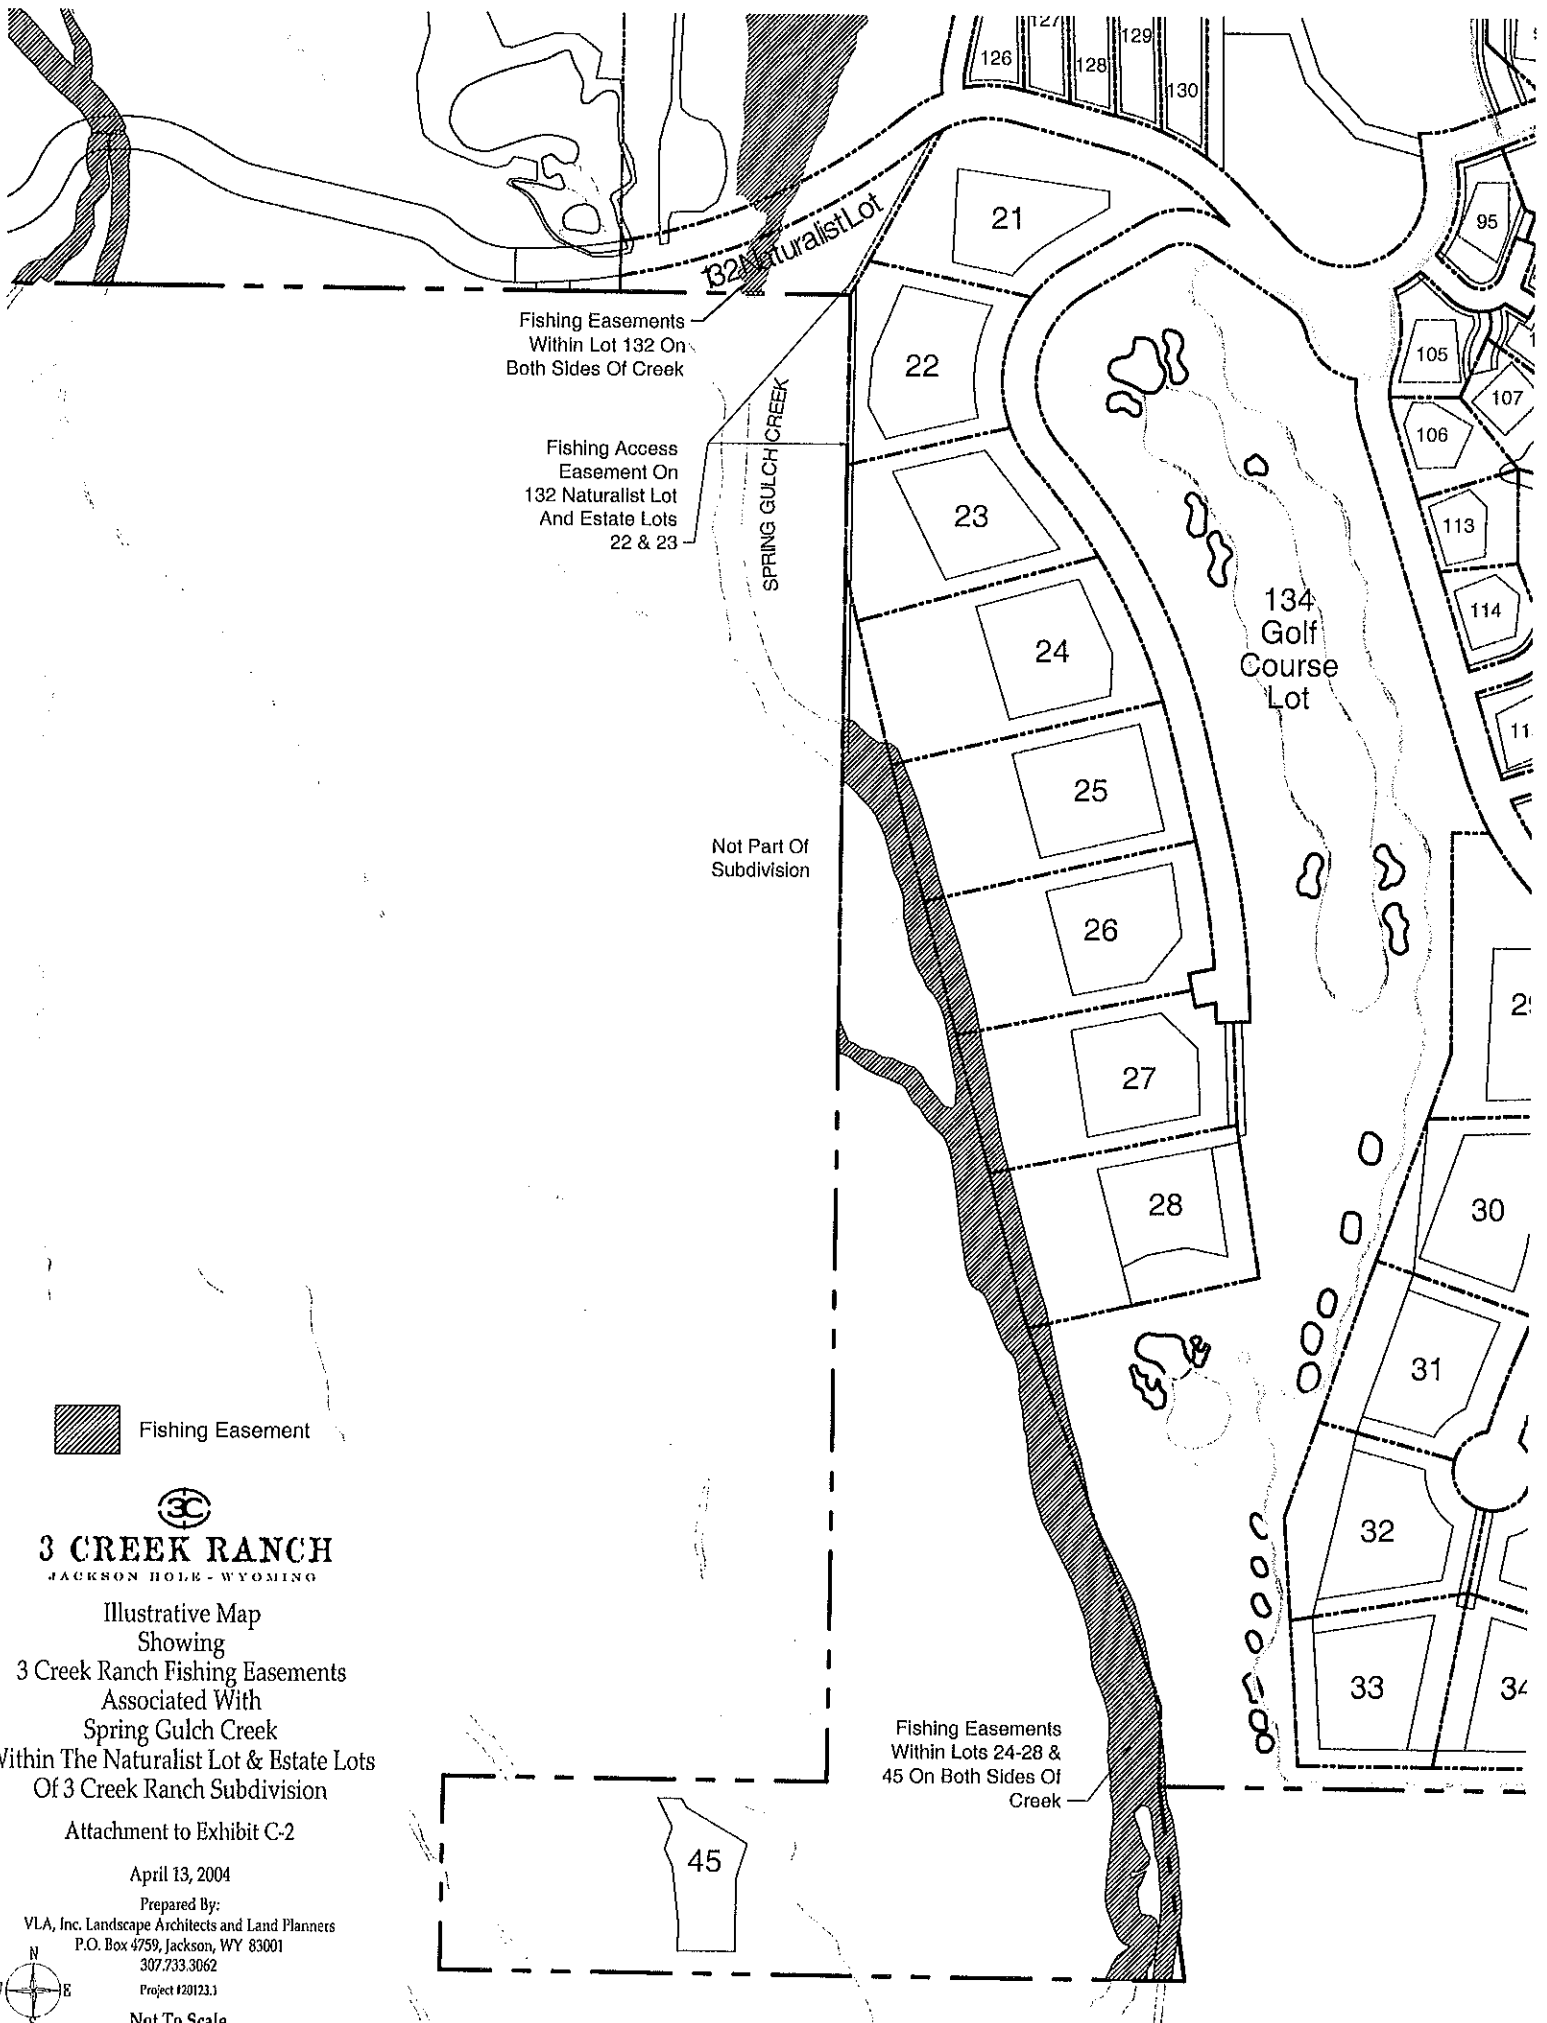 127
129
126
128
130
21
95
132 Naturalist Lot
Fishing Easements
Within Lot 132 On
Both Sides Of Creek
22
105
107
106
SPRING GULCH CREEK
Fishing Access
Easement On
132 Naturalist Lot
And Estate Lots
22 & 23
23
113
24
134
Golf
Course
Lot
114
25
Not Part Of
Subdivision
26
27
28
30
31
Fishing Easement
3C
3 CREEK RANCH
JACKSON HOLE - WYOMING
32
Illustrative Map
Showing
3 Creek Ranch Fishing Easements
Associated With
Spring Gulch Creek
Within The Naturalist Lot & Estate Lots
Of 3 Creek Ranch Subdivision
33
34
Fishing Easements
Within Lots 24-28 &
45 On Both Sides Of
Creek
Attachment to Exhibit C-2
45
April 13, 2004
Prepared By:
VLA, Inc. Landscape Architects and Land Planners
P.O. Box 4759, Jackson, WY 83001
307.733.3062
N
E
Project #20123.1
Not To Scale